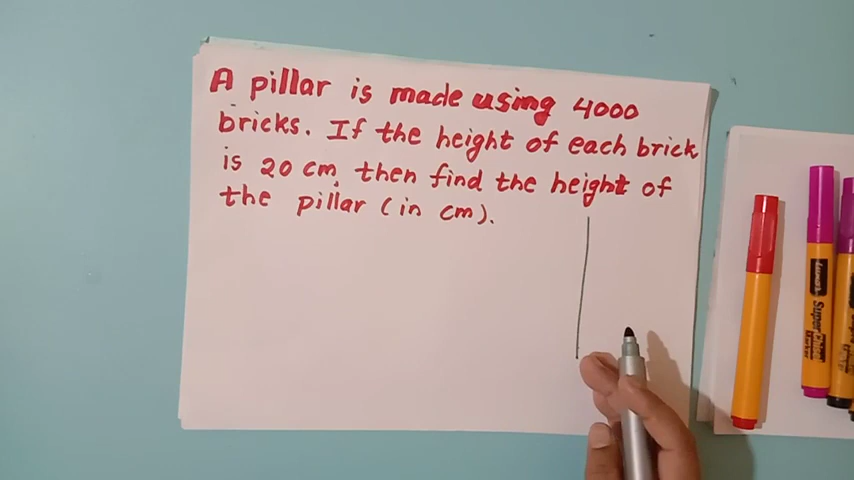 A pillar is made using 4000
bricks. If the height of each brick
is 20 cm, then find the height of
the pillar (in cm).